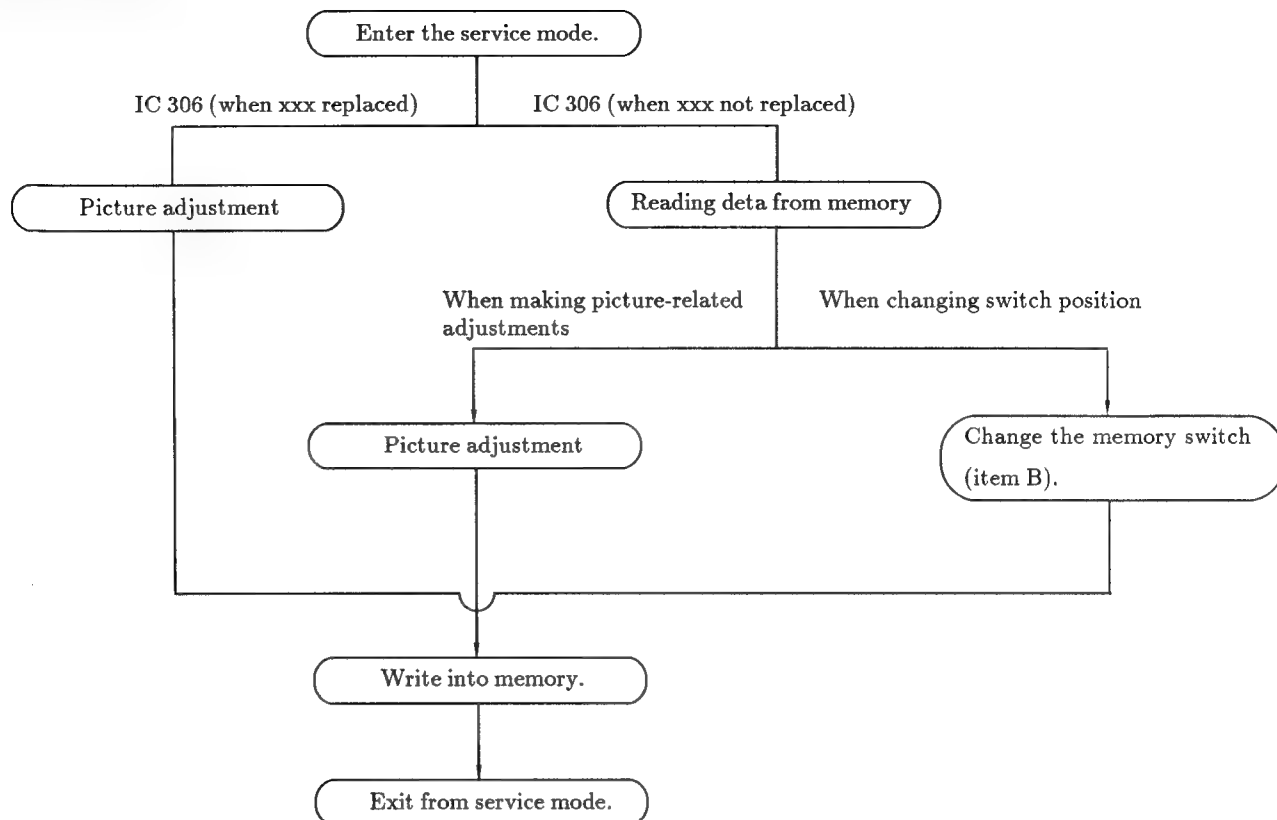 Enter the service mode.
IC 306 (when xxx replaced)
IC 306 (when xxx not replaced)
Picture adjustment
Reading deta from memory
When making picture-related
adjustments
When changing switch position
Picture adjustment
Change the memory switch
(item B).
Write into memory.
Exit from service mode.